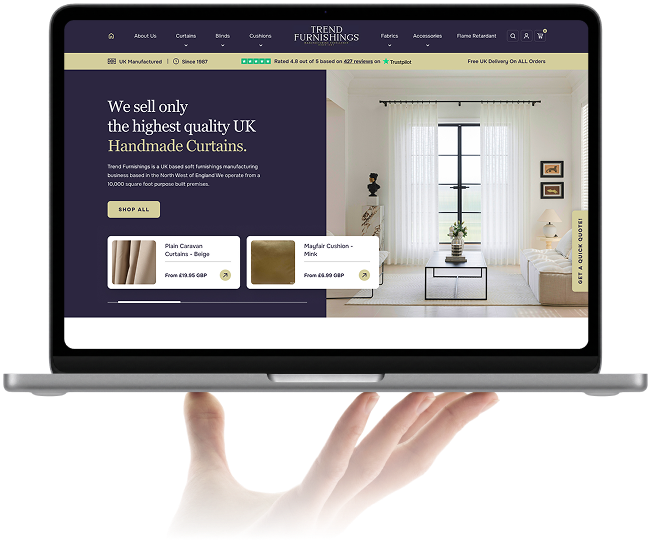 About Us
Curtains
Blinds
Cushions
TREND
FURNISHINGS
Fabrics
Accessories
Flame Retardent
UK Manufactured | Since 1987
Rated 4.8 out of 5 based on 427 reviews on Trustpilot
Free UK Delivery On ALL Orders
We sell only
the highest quality UK
Handmade Curtains.
Trend Furnishings is a UK based soft furnishings manufacturing
business based in the North West of England We operate from a
10,000 square foot purpose built premises.
SHOP ALL
Plain Caravan
Curtains - Beige
From £19.95 GBP
Mayfair Cushion -
Mink
From £6.99 GBP
GET A QUICK QUOTE!